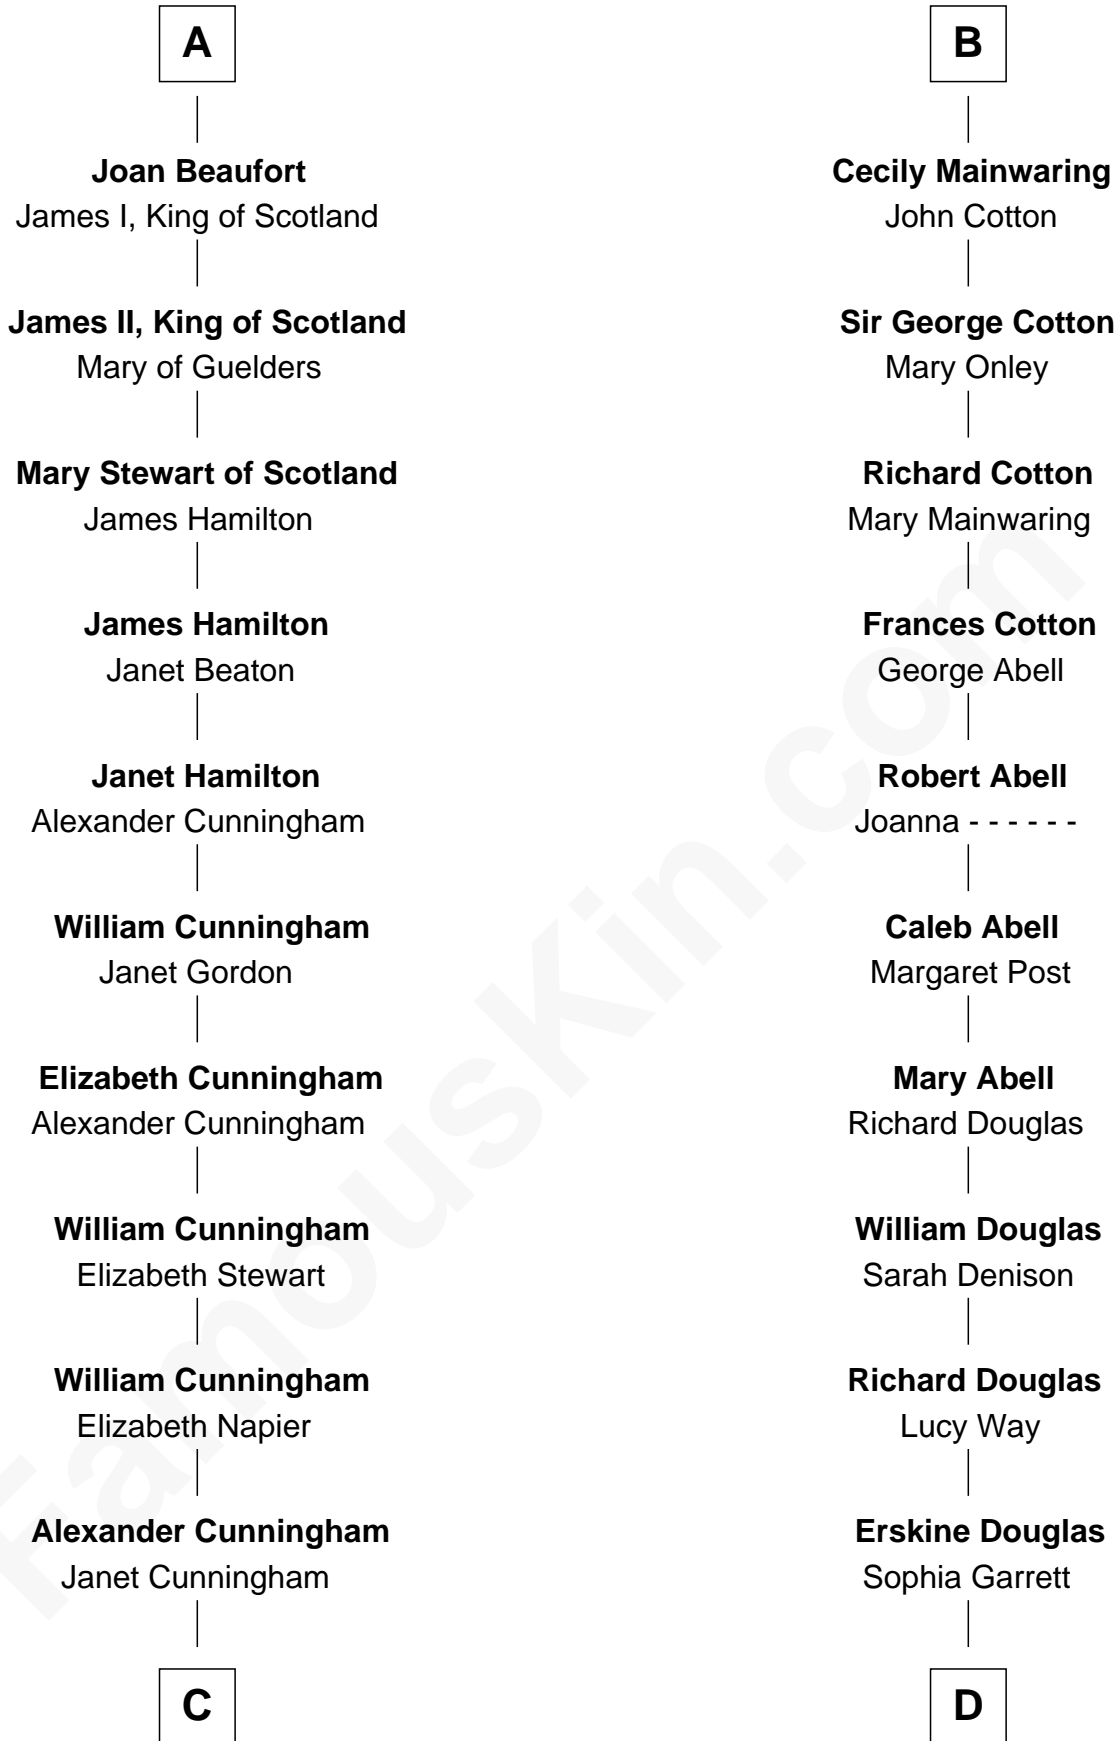 A
Joan Beaufort
James I, King of Scotland
James II, King of Scotland
Mary of Guelders
Mary Stewart of Scotland
James Hamilton
James Hamilton
Janet Beaton
Janet Hamilton
Alexander Cunningham
William Cunningham
Janet Gordon
Elizabeth Cunningham
Alexander Cunningham
William Cunningham
Elizabeth Stewart
William Cunningham
Elizabeth Napier
Alexander Cunningham
Janet Cunningham
C
B
Cecily Mainwaring
John Cotton
Sir George Cotton
Mary Onley
Richard Cotton
Mary Mainwaring
Frances Cotton
George Abell
Robert Abell
Joanna - - - - - -
Caleb Abell
Margaret Post
Mary Abell
Richard Douglas
William Douglas
Sarah Denison
Richard Douglas
Lucy Way
Erskine Douglas
Sophia Garrett
D
FamousKin.com